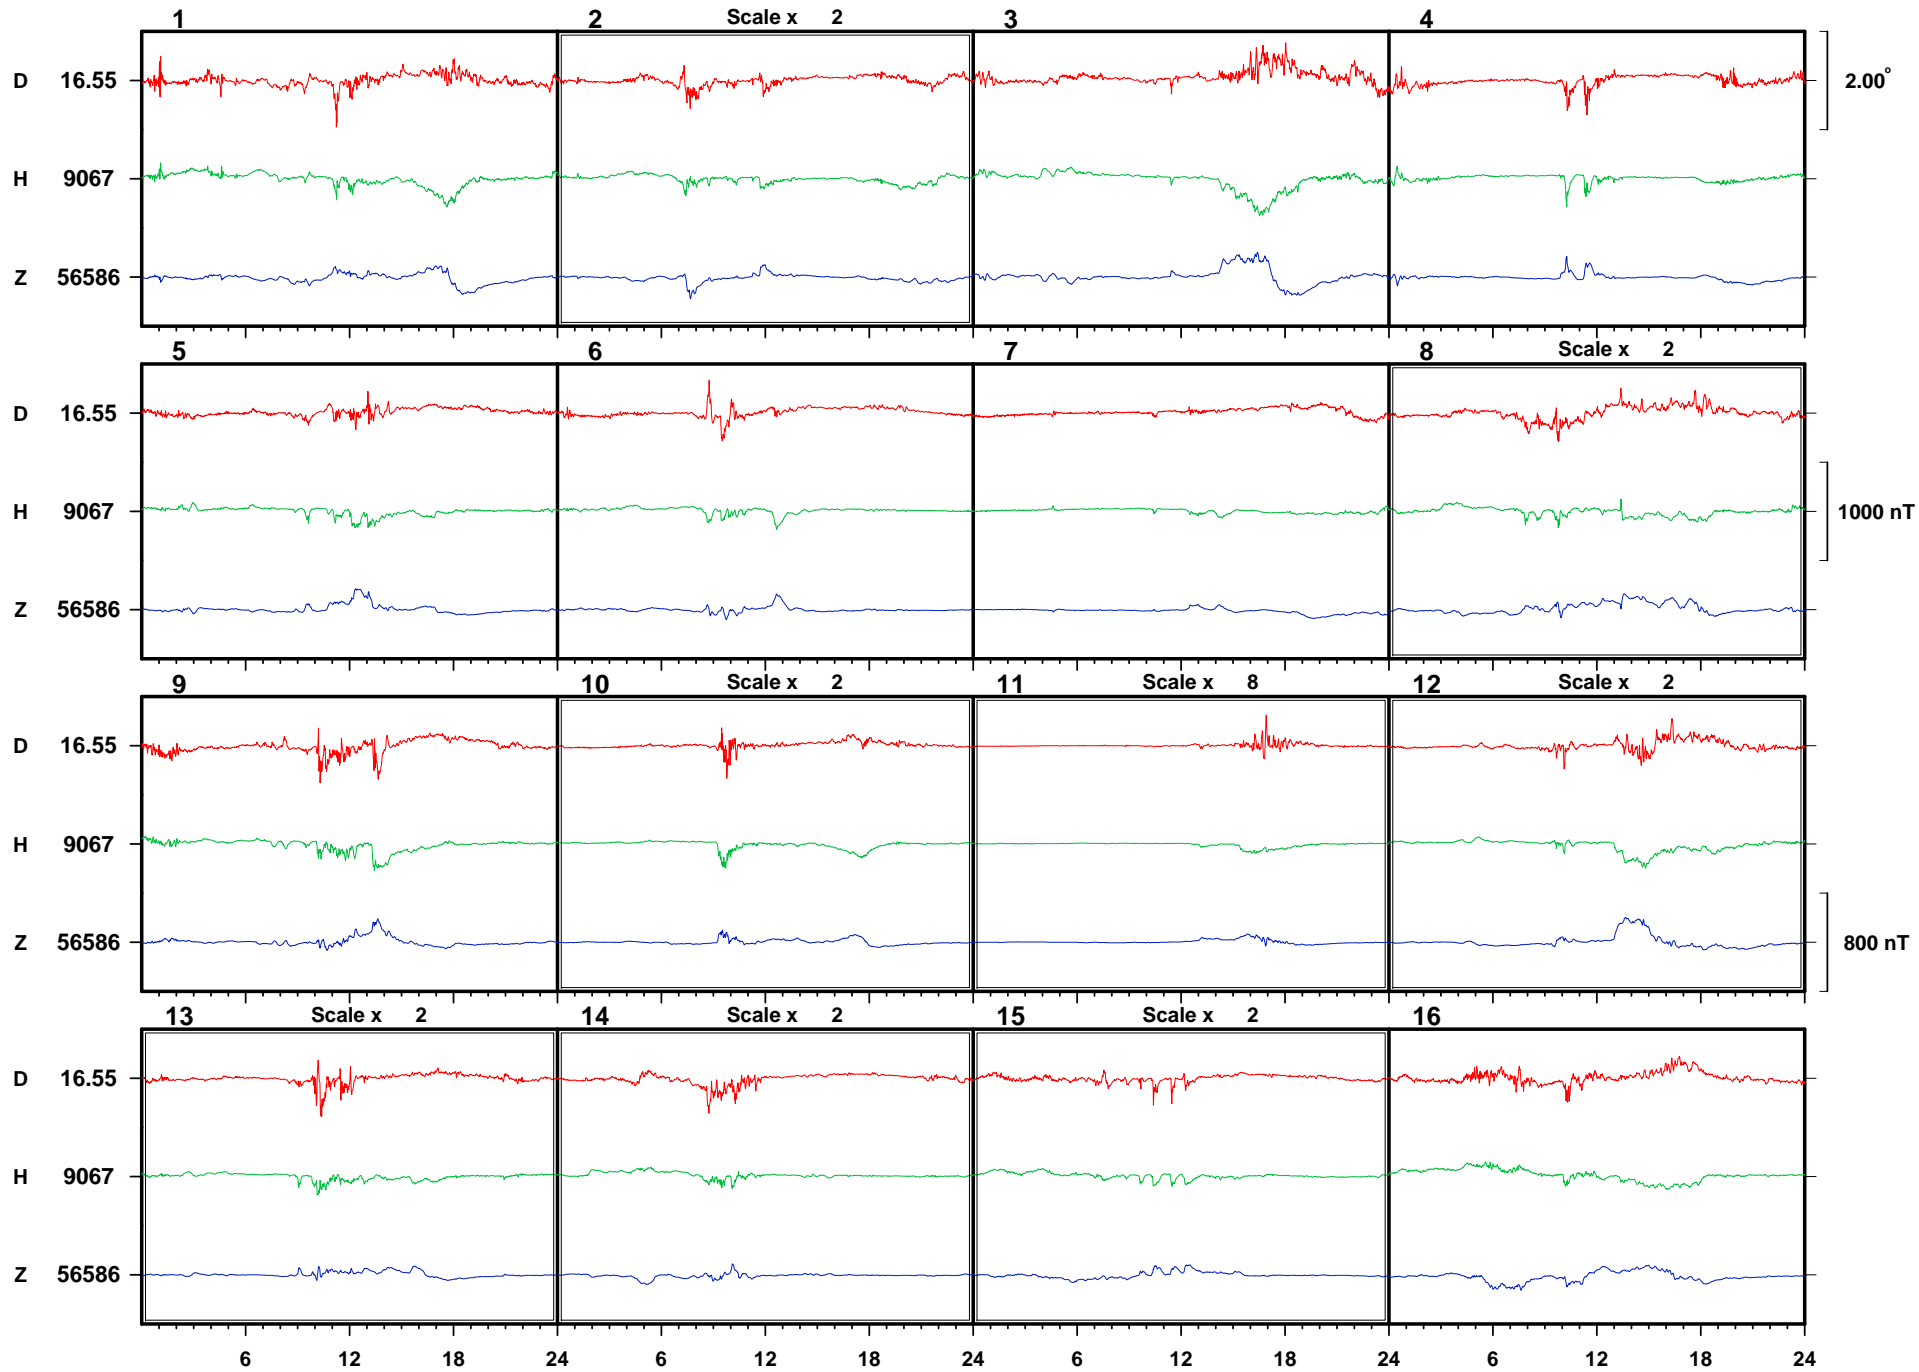 1 2 Scale x 2 3 4
D 16.55 2.00°
H 9067
Z 56586
5 6 7 8 Scale x 2
D 16.55
H 9067 1000 nT
Z 56586
9 10 Scale x 2 11 Scale x 8 12 Scale x 2
D 16.55
H 9067
Z 56586 800 nT
13 Scale x 2 14 Scale x 2 15 Scale x 2 16
D 16.55
H 9067
Z 56586
6 12 18 24 6 12 18 24 6 12 18 24 6 12 18 24